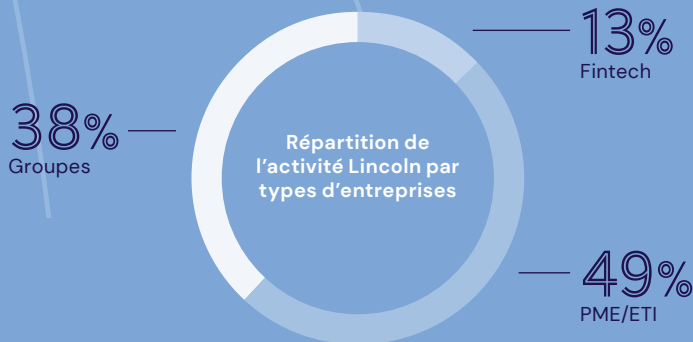 13%
Fintech
38%
Groupes
Répartition de
l’activité Lincoln par
types d’entreprises
49%
PME/ETI